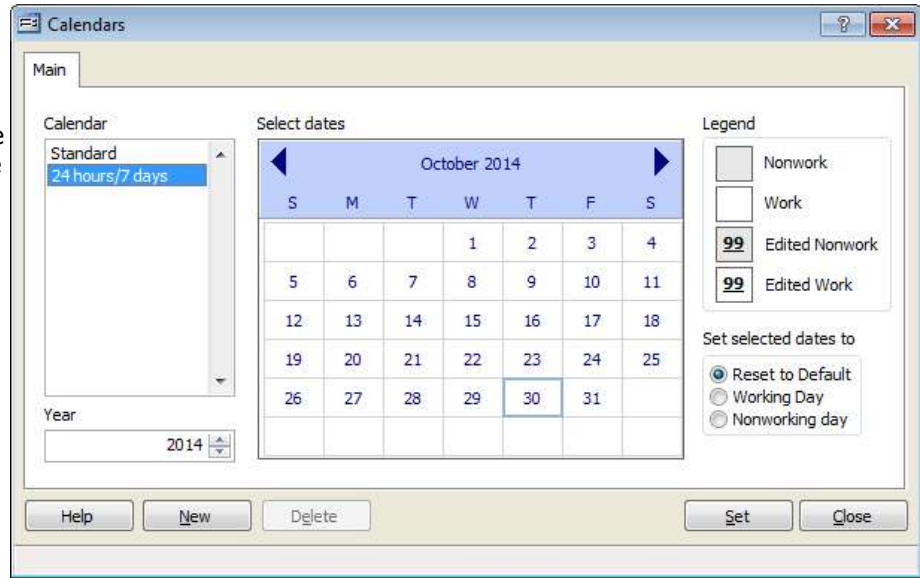 Calendars
Main
Calendar
Standard
24 hours/7 days
Year
2014
Select dates
October 2014
S M T W T F S
1 2 3 4
5 6 7 8 9 10 11
12 13 14 15 16 17 18
19 20 21 22 23 24 25
26 27 28 29 30 31
Legend
Nonwork
Work
99 Edited Nonwork
99 Edited Work
Set selected dates to
Reset to Default
Working Day
Nonworking day
Help New Delete Set Close